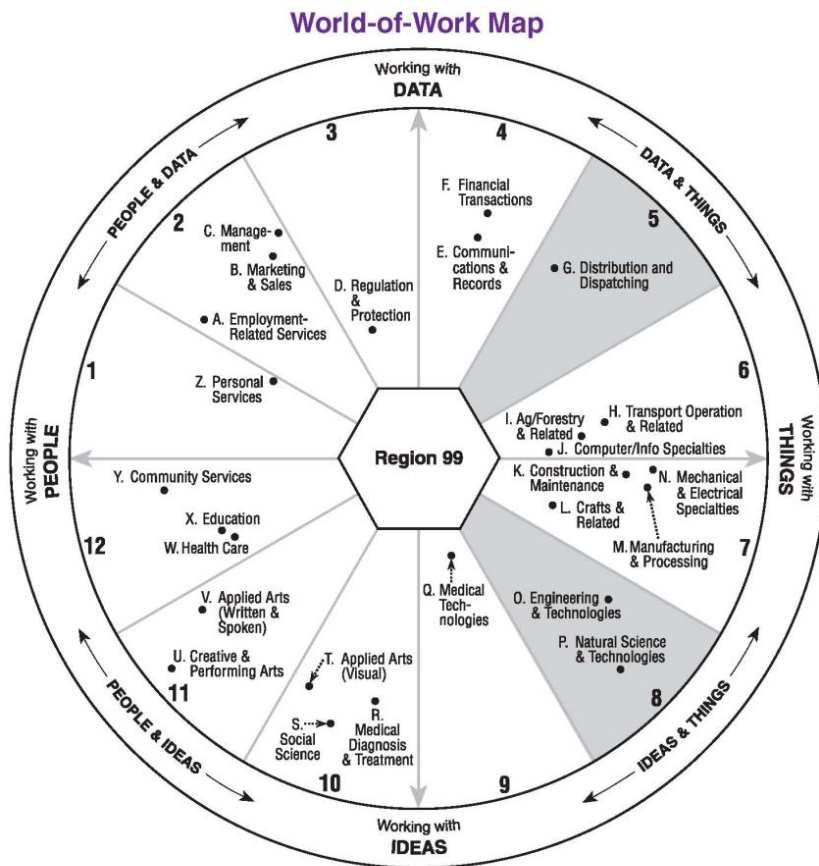 World-of-Work Map
Working with
DATA
PEOPLE & DATA
DATA & THINGS
3
4
2
5
C. Manage-
ment
B. Marketing
& Sales
F. Financial
Transactions
E. Communi-
cations &
Records
D. Regulation
& Protection
G. Distribution and
Dispatching
A. Employment-
Related Services
1
6
Z. Personal
Services
H. Transport Operation
& Related
I. Ag/Forestry
& Related
J. Computer/Info Specialties
Working with
PEOPLE
Region 99
Working with
THINGS
Y. Community Services
K. Construction &
Maintenance
N. Mechanical
& Electrical
Specialties
L. Crafts &
Related
X. Education
W. Health Care
12
M. Manufacturing
& Processing
7
Q. Medical
Tech-
nologies
V. Applied Arts
(Written &
Spoken)
O. Engineering
& Technologies
U. Creative &
Performing Arts
P. Natural Science
& Technologies
T. Applied Arts
(Visual)
S.
Social
Science
R.
Medical
Diagnosis
& Treatment
11
8
10
9
PEOPLE & IDEAS
IDEAS & THINGS
Working with
IDEAS